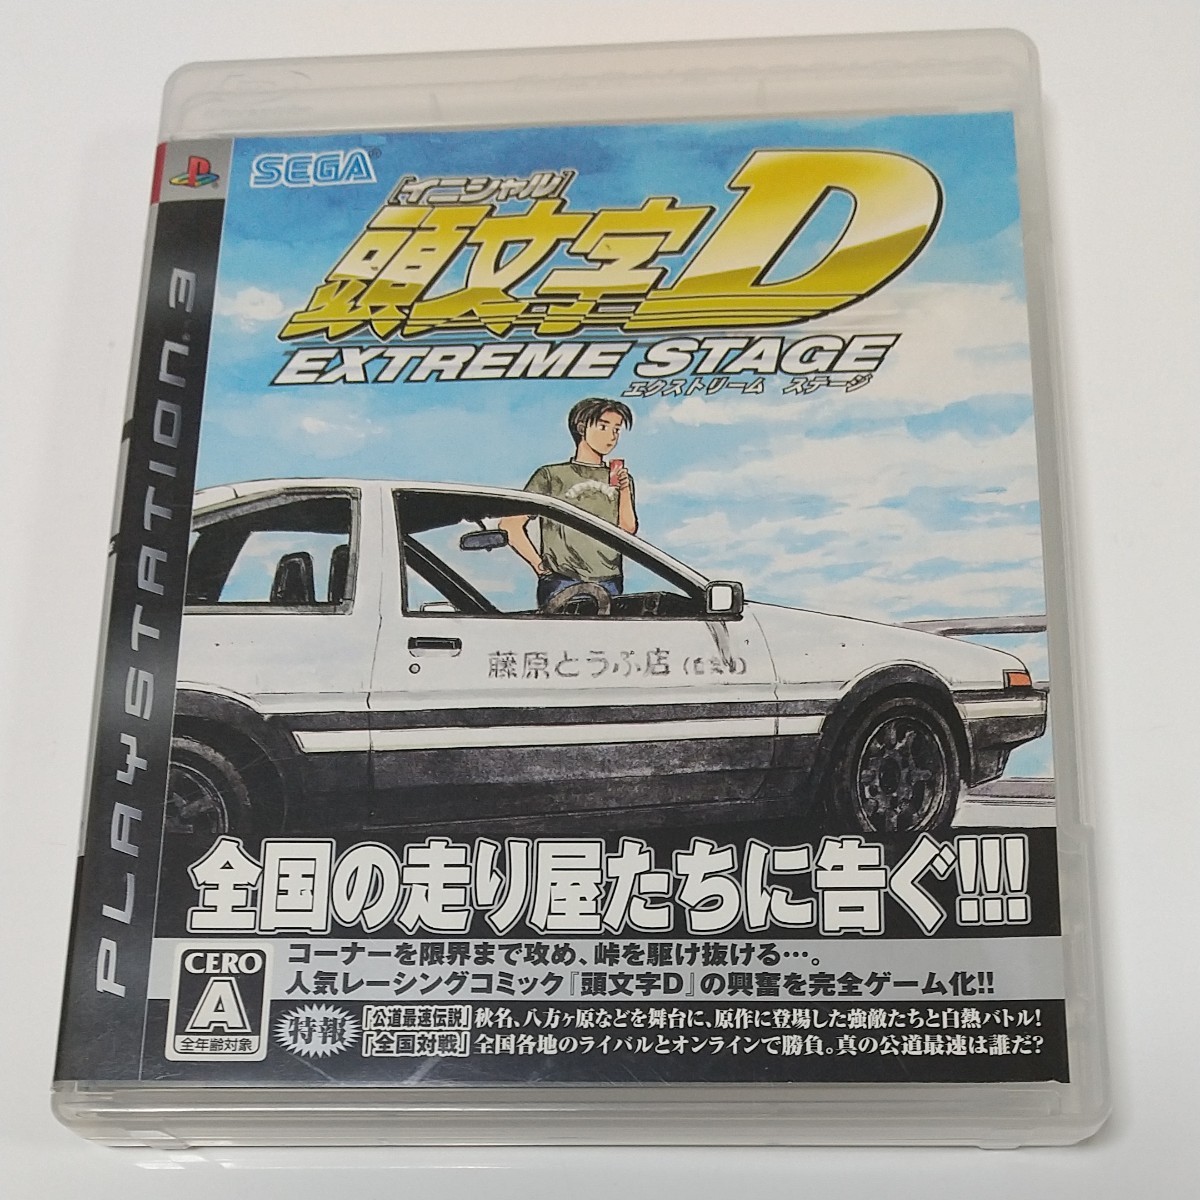 PLAYSTATION 3
SEGA
[イニシャル]
頭文字D
EXTREME STAGE
エクストリーム ステージ
藤原とうふ店(自家用)
全国の走り屋たちに告ぐ!!!
コーナーを限界まで攻め、峠を駆け抜ける…。
人気レーシングコミック『頭文字D』の興奮を完全ゲーム化!!
CERO
A
全年齢対象
特報
「公道最速伝説」秋名、八方ヶ原などを舞台に、原作に登場した強敵たちと白熱バトル!
「全国対戦」全国各地のライバルとオンラインで勝負。真の公道最速は誰だ?